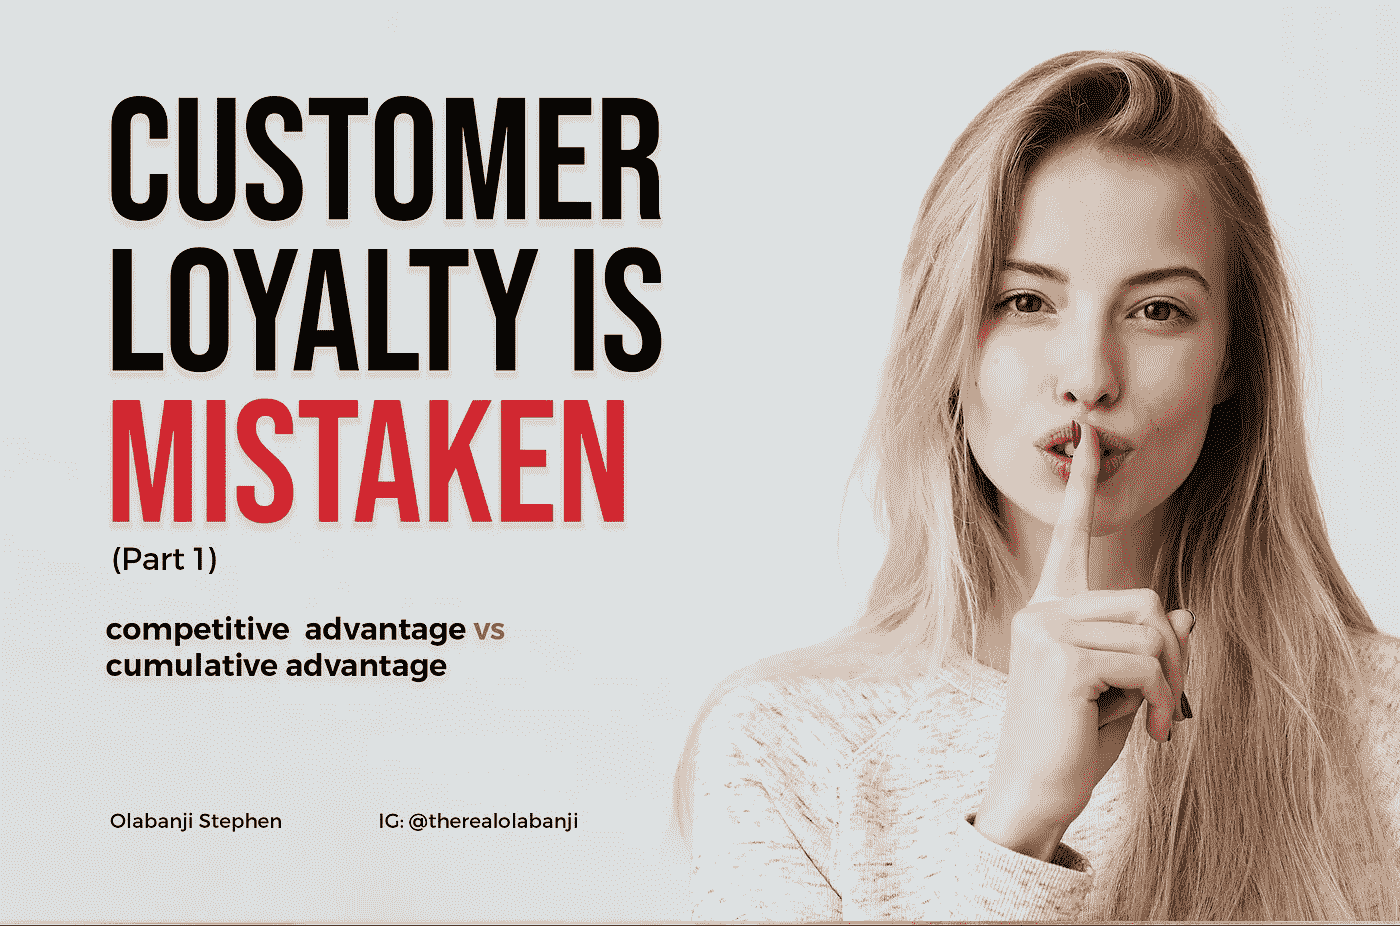 CUSTOMER
LOYALTY IS
MISTAKEN
(Part 1)
competitive advantage vs
cumulative advantage
Olabanji Stephen IG: @therealolabanji